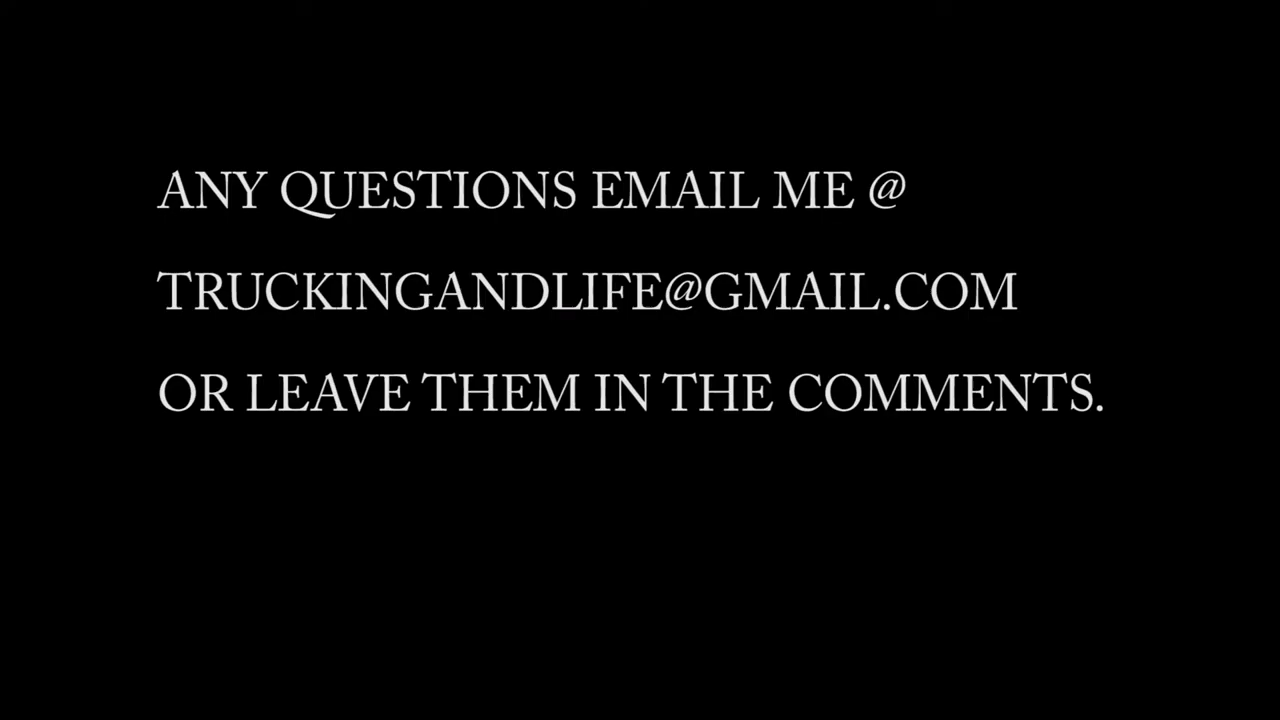 ANY QUESTIONS EMAIL ME @
TRUCKINGANDLIFE@GMAIL.COM
OR LEAVE THEM IN THE COMMENTS.